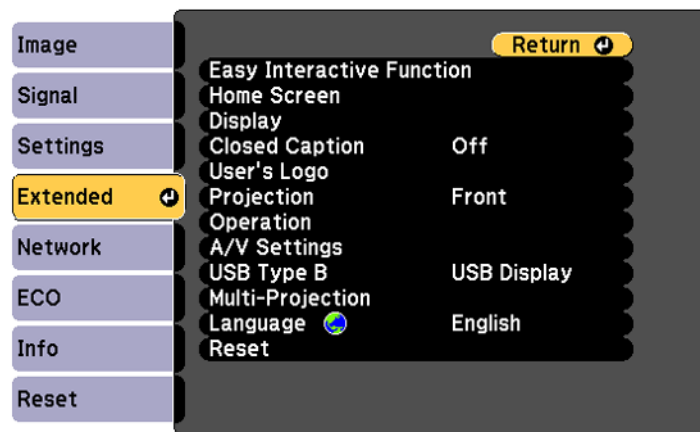 Image
Signal
Settings
Extended
Network
ECO
Info
Reset
Return
Easy Interactive Function
Home Screen
Display
Closed Caption Off
User's Logo
Projection Front
Operation
A/V Settings
USB Type B USB Display
Multi-Projection
Language English
Reset